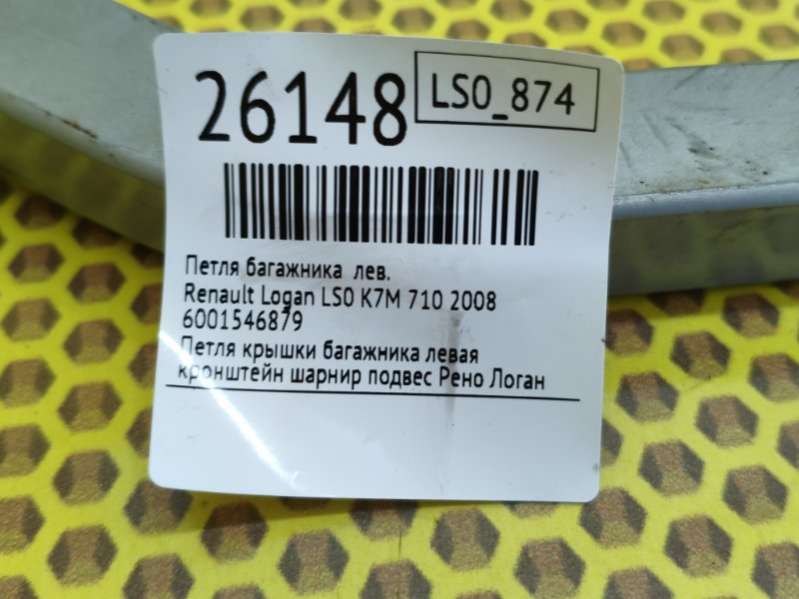 26148
LS0_874
Петля багажника лев.
Renault Logan LS0 K7M 710 2008
6001546879
Петля крышки багажника левая
кронштейн шарнир подвес Рено Логан